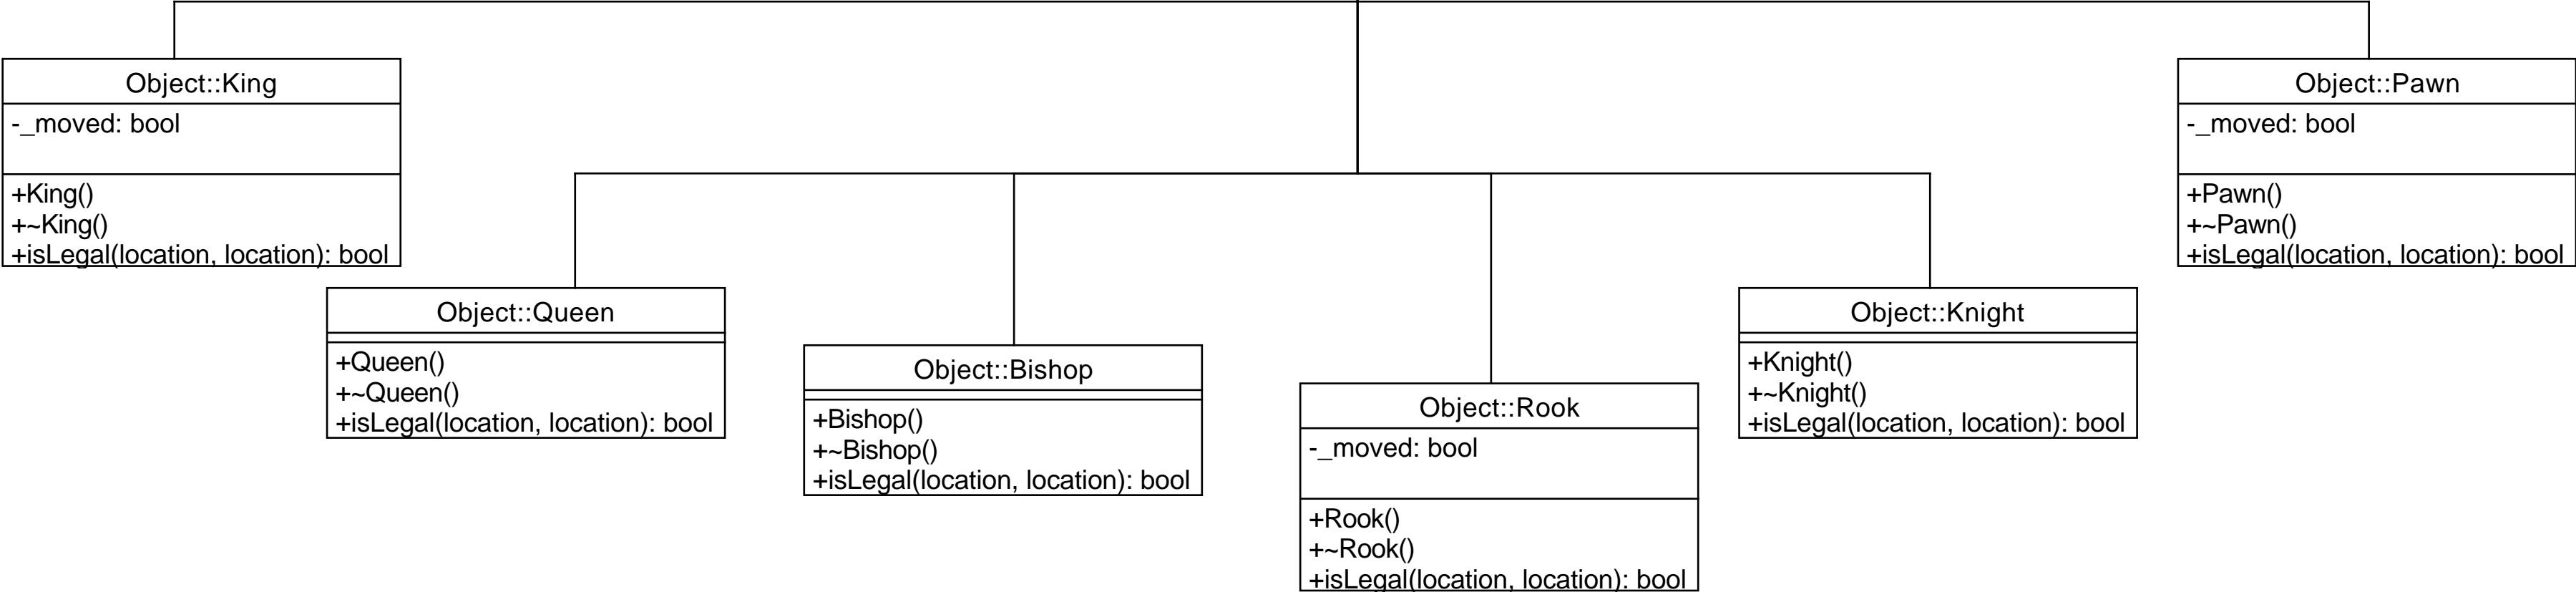 Object::King
-_moved: bool
+King()
+~King()
+isLegal(location, location): bool
Object::Pawn
-_moved: bool
+Pawn()
+~Pawn()
+isLegal(location, location): bool
Object::Queen
+Queen()
+~Queen()
+isLegal(location, location): bool
Object::Bishop
+Bishop()
+~Bishop()
+isLegal(location, location): bool
Object::Rook
-_moved: bool
+Rook()
+~Rook()
+isLegal(location, location): bool
Object::Knight
+Knight()
+~Knight()
+isLegal(location, location): bool